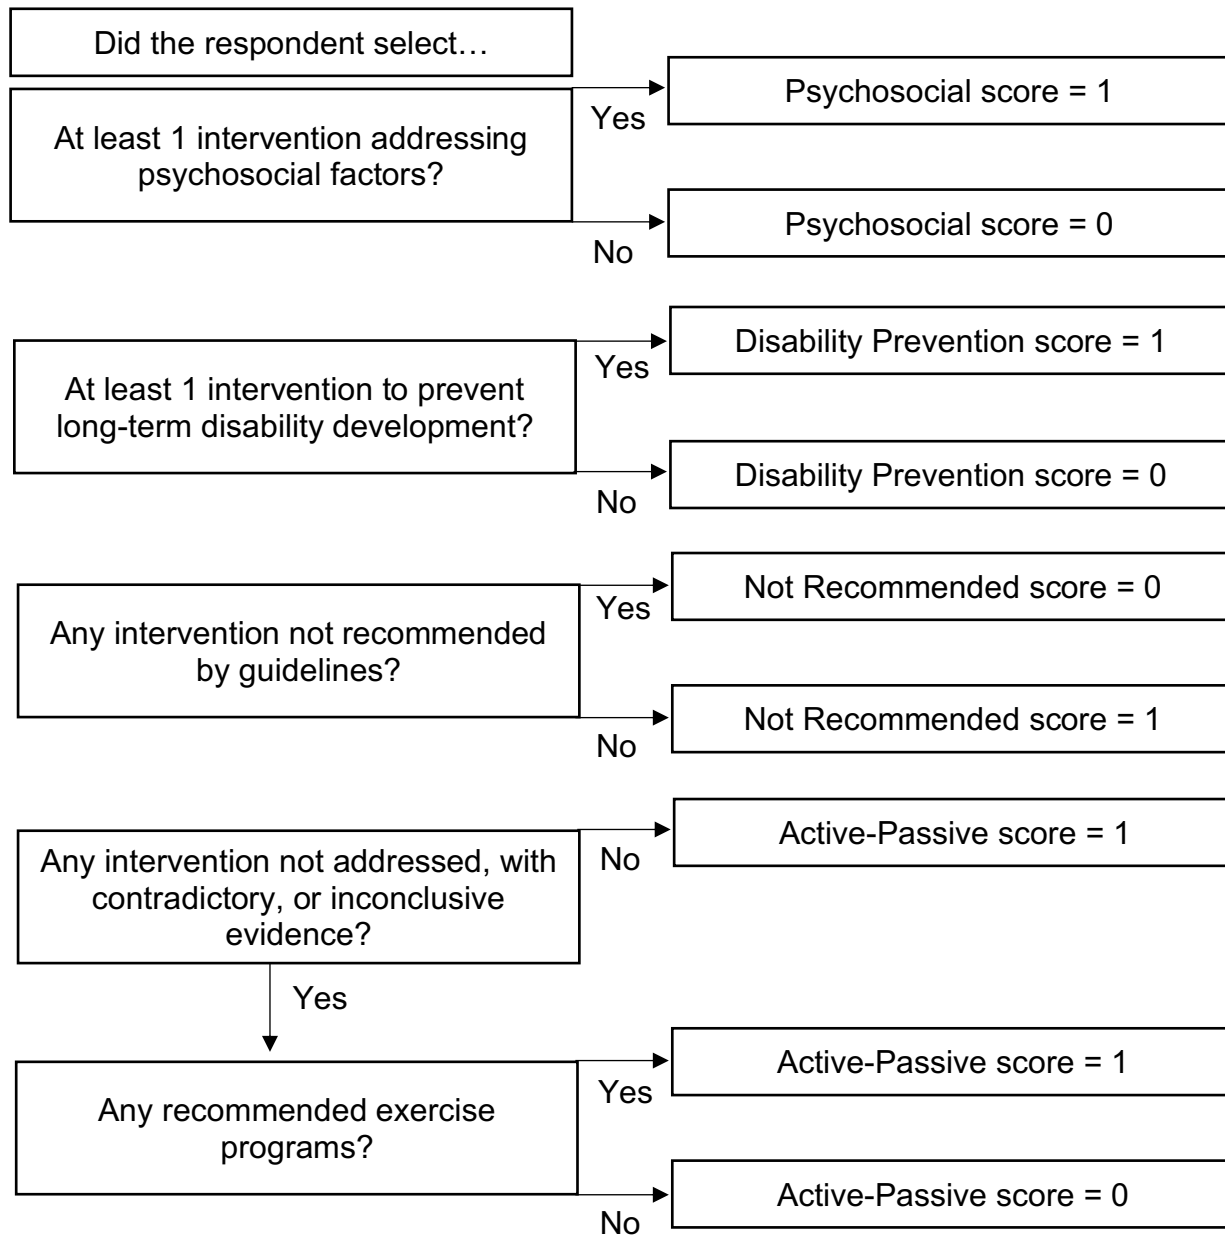 Did the respondent select…
At least 1 intervention addressing
psychosocial factors?
Yes
Psychosocial score = 1
No
Psychosocial score = 0
At least 1 intervention to prevent
long-term disability development?
Yes
Disability Prevention score = 1
No
Disability Prevention score = 0
Any intervention not recommended
by guidelines?
Yes
Not Recommended score = 0
No
Not Recommended score = 1
Any intervention not addressed, with
contradictory, or inconclusive
evidence?
No
Active-Passive score = 1
Yes
Any recommended exercise
programs?
Yes
Active-Passive score = 1
No
Active-Passive score = 0